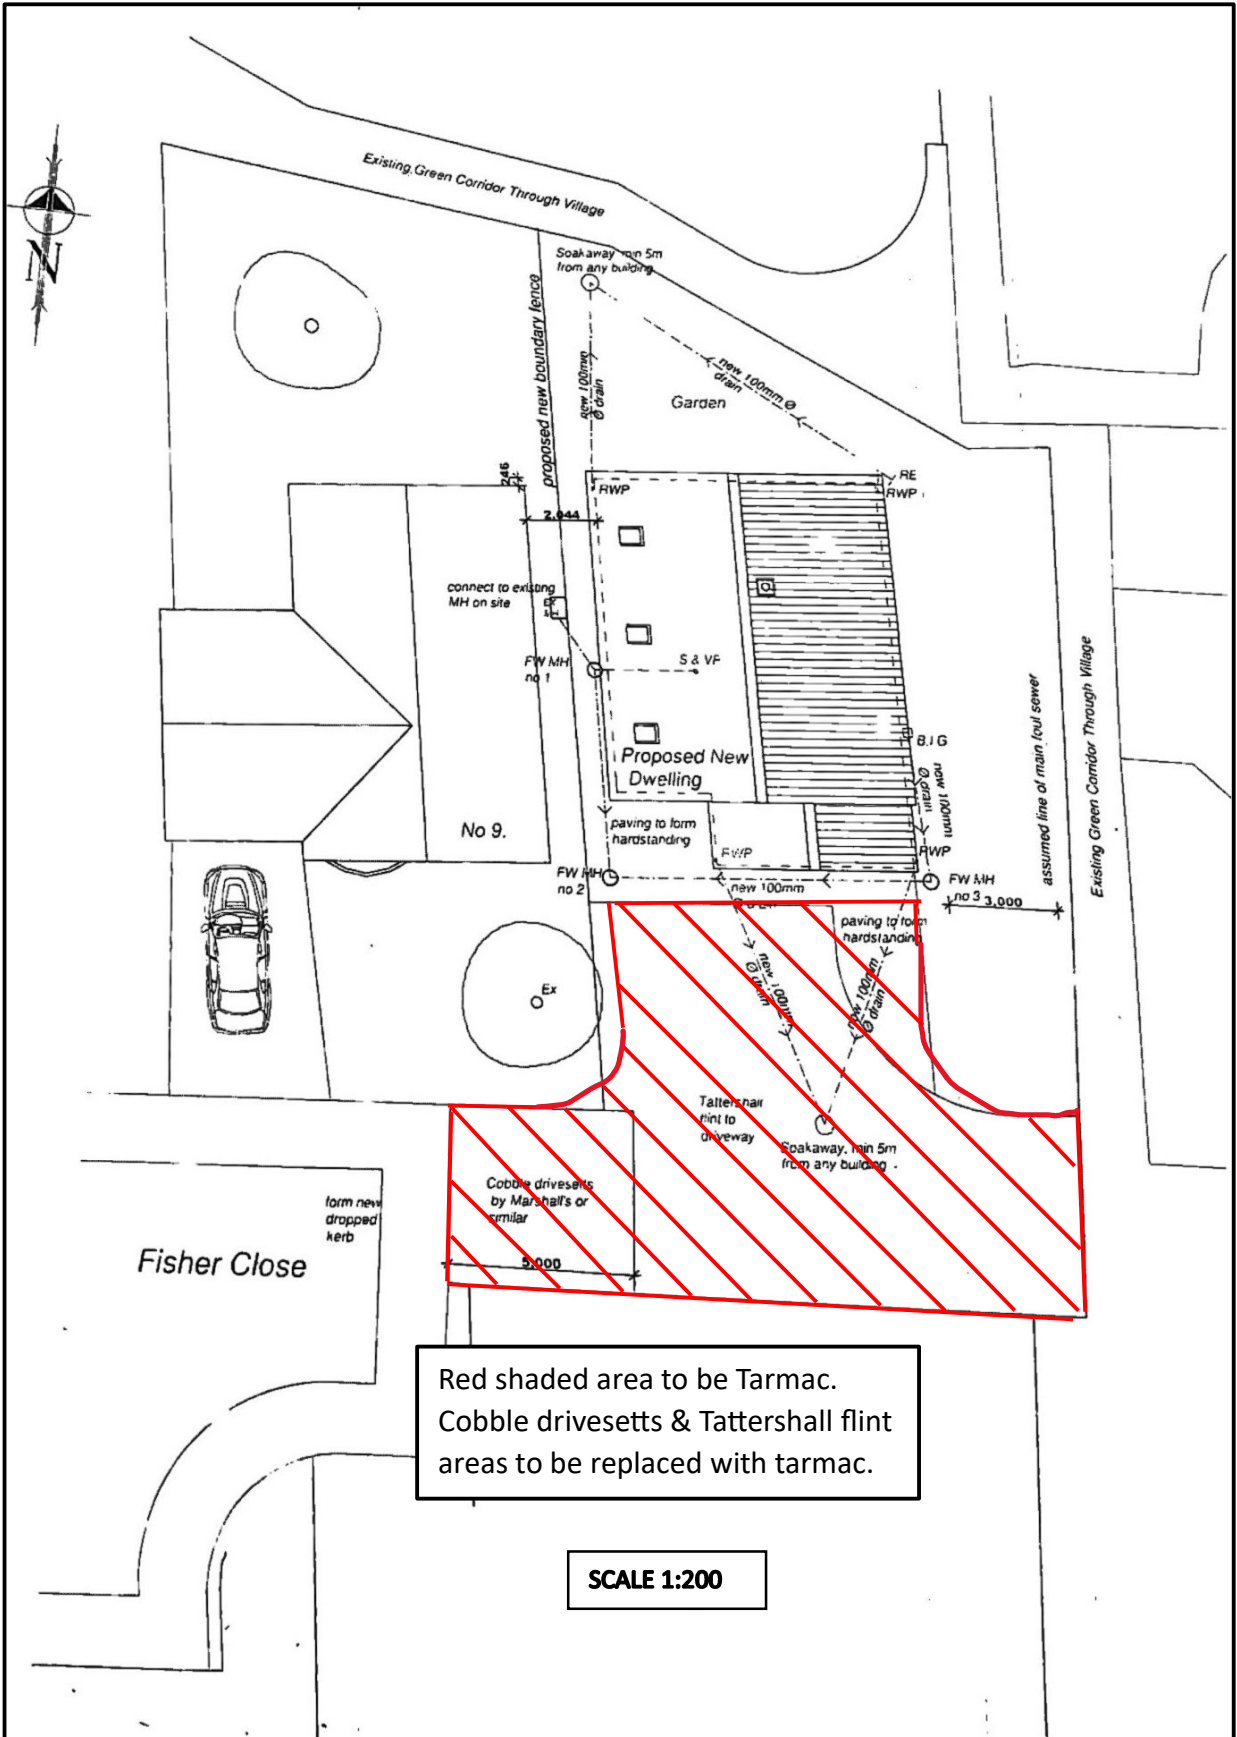 Existing Green Corridor Through Village
N
Soakaway min 5m
from any building
proposed new boundary fence
new 100mm
Ø drain
new 100mm Ø
drain
Garden
246
RE
RWP
RWP
2.044
connect to existing
MH on site
FW MH
no 1
S & VP
Proposed New
Dwelling
B.I.G
new 100mm
Ø drain
assumed line of main foul sewer
Existing Green Corridor Through Village
No 9.
paving to form
hardstanding
RWP
RWP
FW MH
no 2
new 100mm
FW MH
no 3
3,000
paving to form
hardstanding
new 100mm
Ø drain
new 100mm
Ø drain
Ex
Tattershall
flint to
driveway
Soakaway, min 5m
from any building .
Cobble drivesetts
by Marshall's or
similar
form new
dropped
kerb
Fisher Close
5,000
Red shaded area to be Tarmac.
Cobble drivesetts & Tattershall flint
areas to be replaced with tarmac.
SCALE 1:200